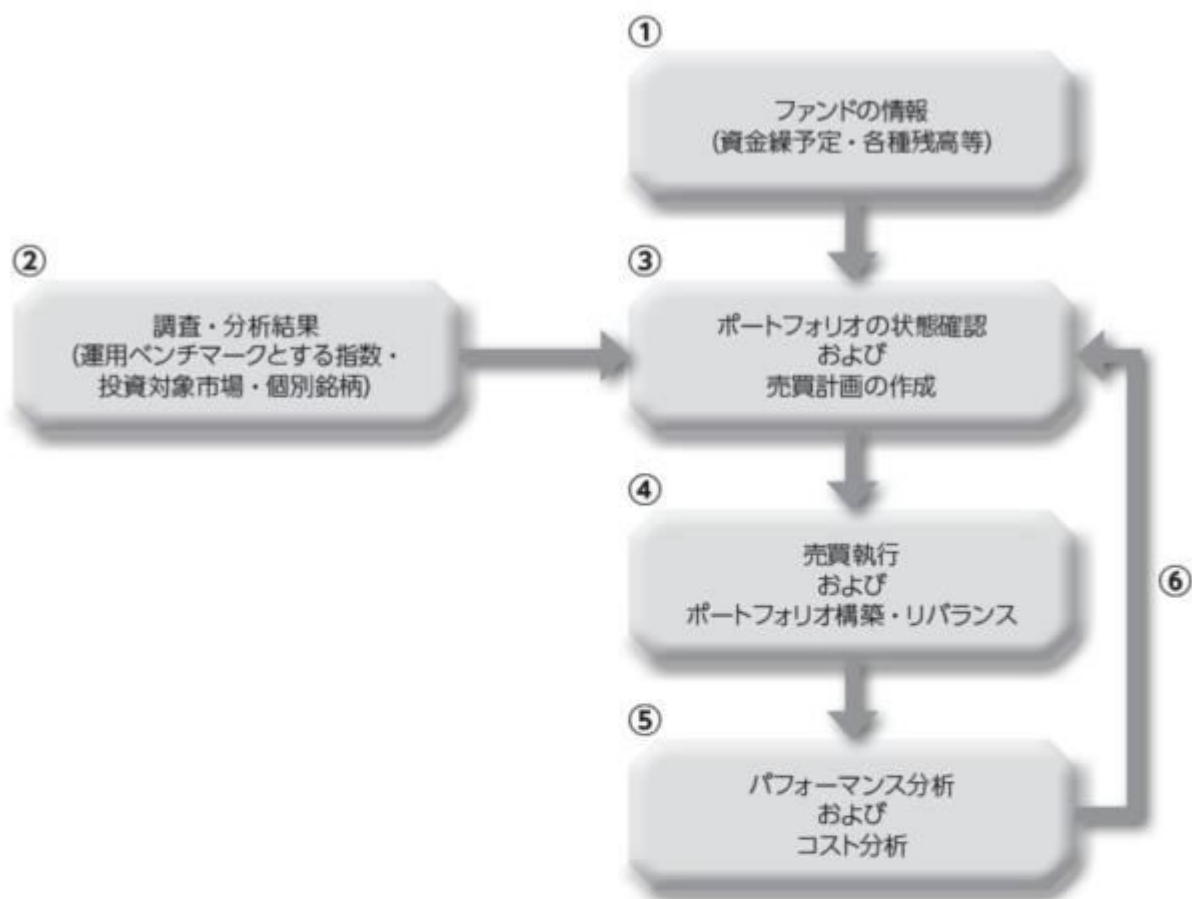 ①
ファンドの情報
(資金繰予定・各種残高等)
②
調査・分析結果
(運用ベンチマークとする指数・
投資対象市場・個別銘柄)
③
ポートフォリオの状態確認
および
売買計画の作成
④
売買執行
および
ポートフォリオ構築・リバランス
⑥
⑤
パフォーマンス分析
および
コスト分析